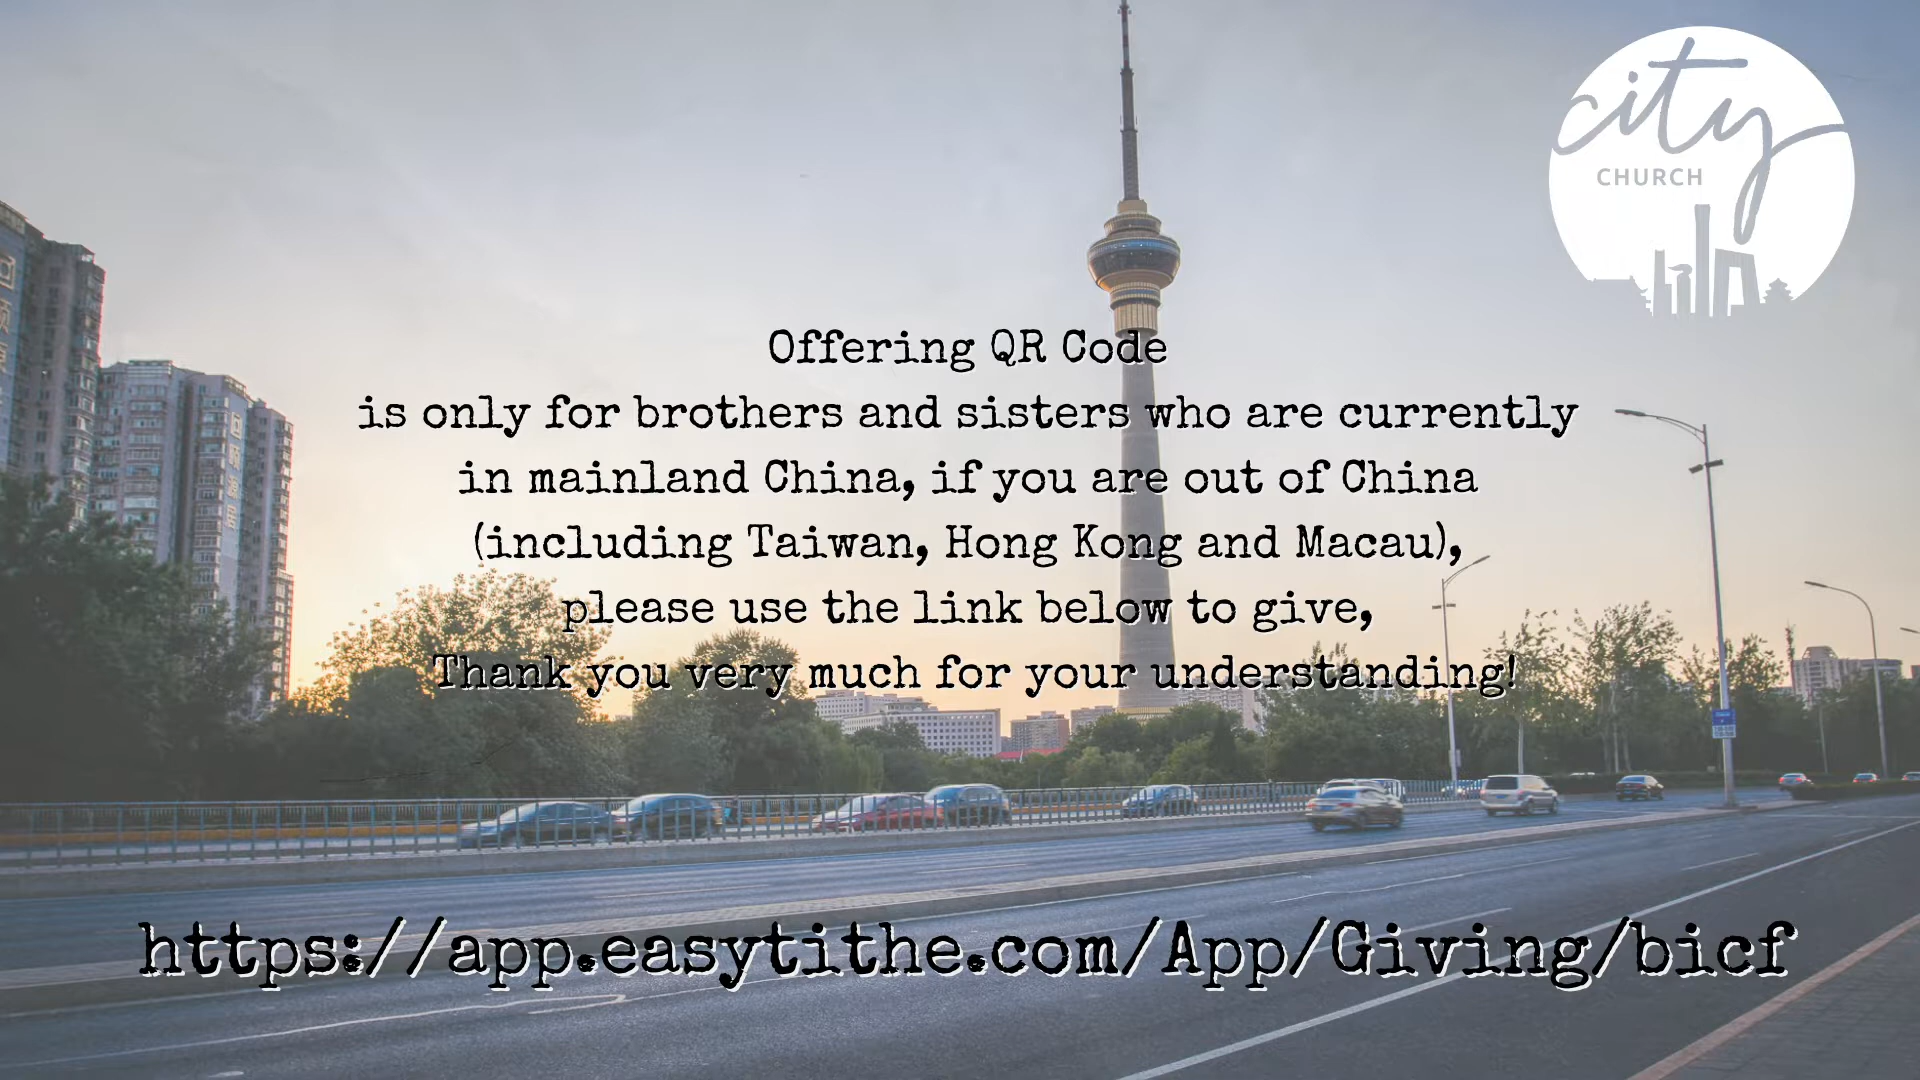 city
CHURCH
Offering QR Code
is only for brothers and sisters who are currently
in mainland China, if you are out of China
(including Taiwan, Hong Kong and Macau),
please use the link below to give,
Thank you very much for your understanding!
https://app.easytithe.com/App/Giving/bicf